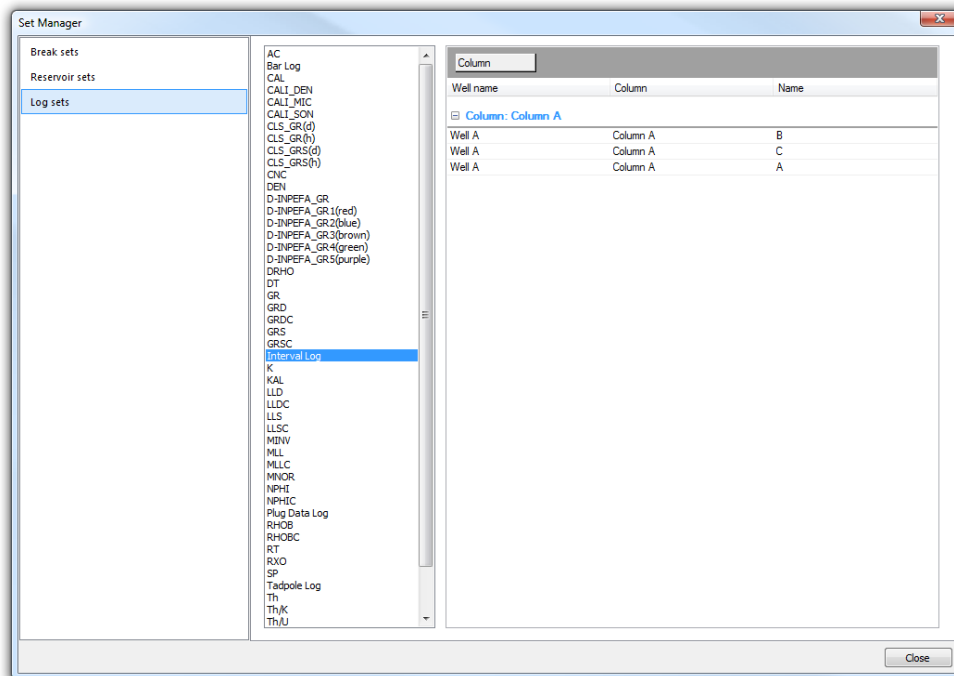 Set Manager
Break sets
Reservoir sets
Log sets
AC
Bar Log
CAL
CALI_DEN
CALI_MIC
CALI_SON
CLS_GR(d)
CLS_GR(h)
CLS_GRS(d)
CLS_GRS(h)
CNC
DEN
D-INPEFA_GR
D-INPEFA_GR1(red)
D-INPEFA_GR2(blue)
D-INPEFA_GR3(brown)
D-INPEFA_GR4(green)
D-INPEFA_GR5(purple)
DRHO
DT
GR
GRD
GRDC
GRS
GRSC
Interval Log
K
KAL
LLD
LLDC
LLS
LLSC
MINV
MLL
MLLC
MNOR
NPHI
NPHIC
Plug Data Log
RHOB
RHOBC
RT
RXO
SP
Tadpole Log
Th
Th/K
Th/U
Column
Well name Column Name
Column: Column A
Well A Column A B
Well A Column A C
Well A Column A A
Close